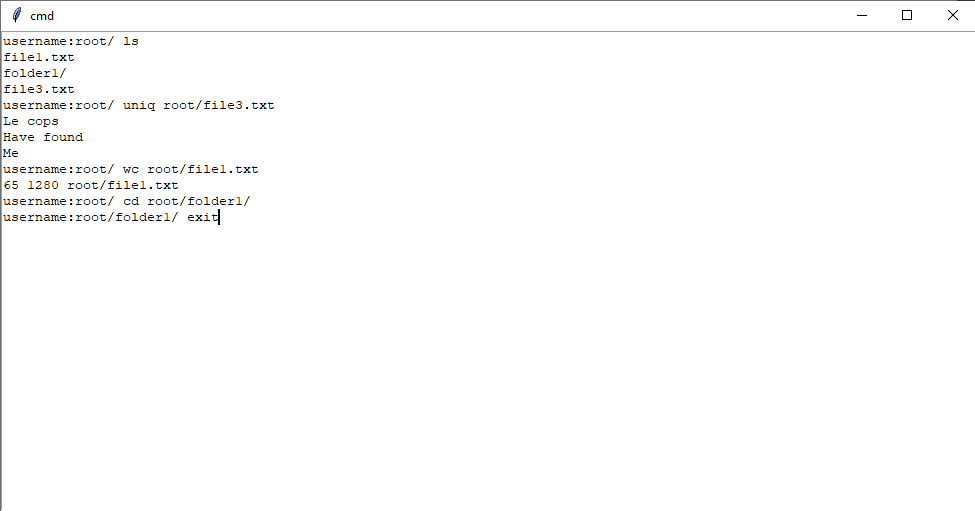 cmd
username:root/ ls
file1.txt
folder1/
file3.txt
username:root/ uniq root/file3.txt
Le cops
Have found
Me
username:root/ wc root/file1.txt
65 1280 root/file1.txt
username:root/ cd root/folder1/
username:root/folder1/ exit